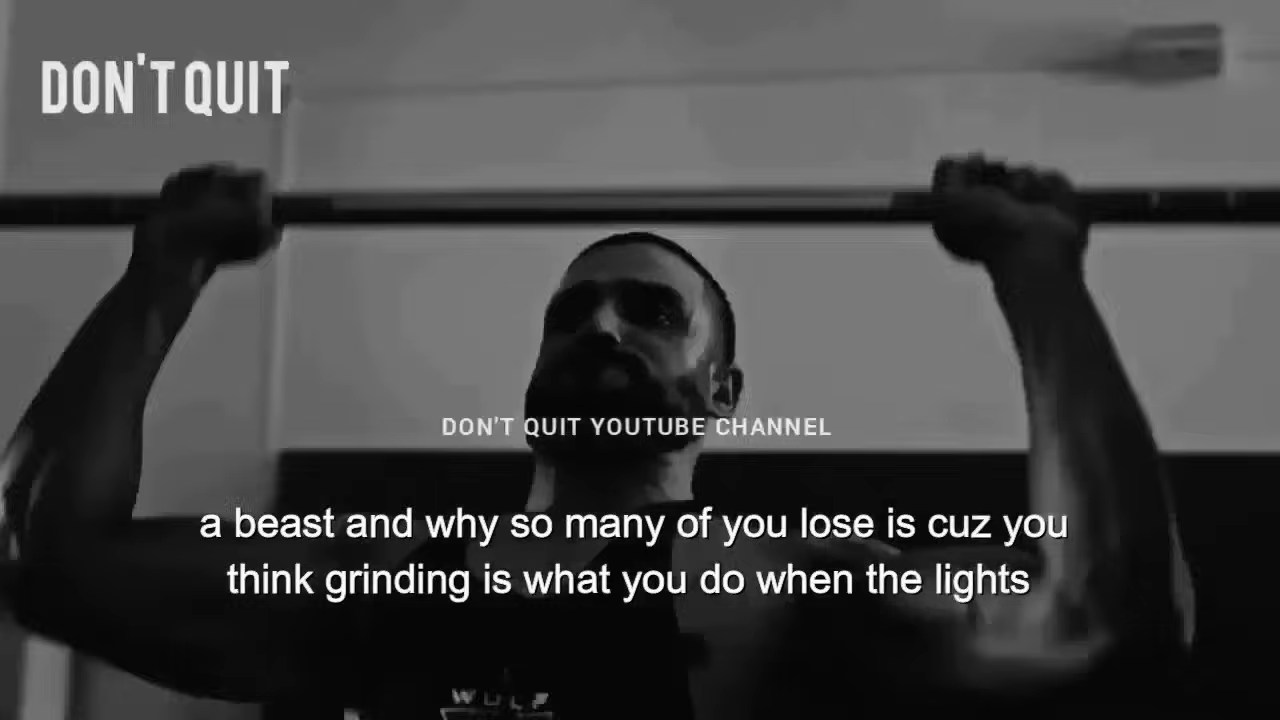 DON'T QUIT
DON'T QUIT YOUTUBE CHANNEL
a beast and why so many of you lose is cuz you
think grinding is what you do when the lights
WOLF